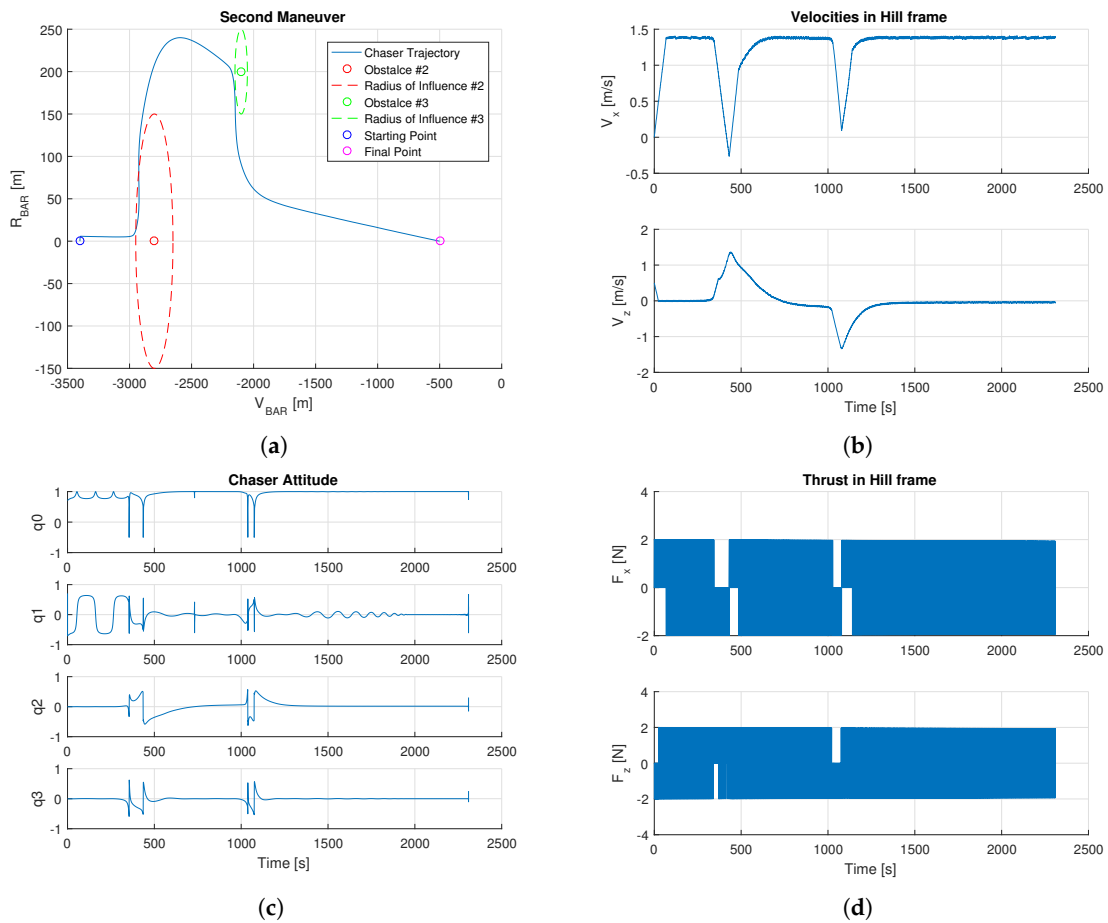 Second Maneuver
R_BAR [m]
250
200
150
100
50
0
-50
-100
-150
-3500 -3000 -2500 -2000 -1500 -1000 -500 0
V_BAR [m]
Chaser Trajectory
Obstalce #2
Radius of Influence #2
Obstalce #3
Radius of Influence #3
Starting Point
Final Point
(a)
Velocities in Hill frame
V_x [m/s]
1.5
1
0.5
0
-0.5
0 500 1000 1500 2000 2500
V_z [m/s]
2
1
0
-1
-2
0 500 1000 1500 2000 2500
Time [s]
(b)
Chaser Attitude
q0
1
0
-1
0 500 1000 1500 2000 2500
q1
1
0
-1
0 500 1000 1500 2000 2500
q2
1
0
-1
0 500 1000 1500 2000 2500
q3
1
0
-1
0 500 1000 1500 2000 2500
Time [s]
(c)
Thrust in Hill frame
F_x [N]
4
2
0
-2
0 500 1000 1500 2000 2500
F_z [N]
4
2
0
-2
-4
0 500 1000 1500 2000 2500
Time [s]
(d)